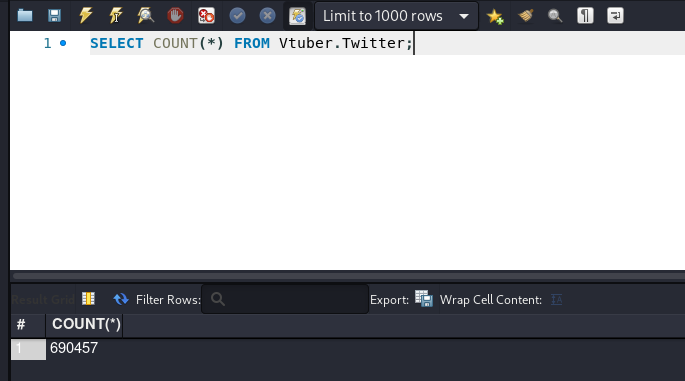 Limit to 1000 rows
1 SELECT COUNT(*) FROM Vtuber.Twitter;
Result Grid Filter Rows: Export: Wrap Cell Content: IA
# COUNT(*)
1 690457